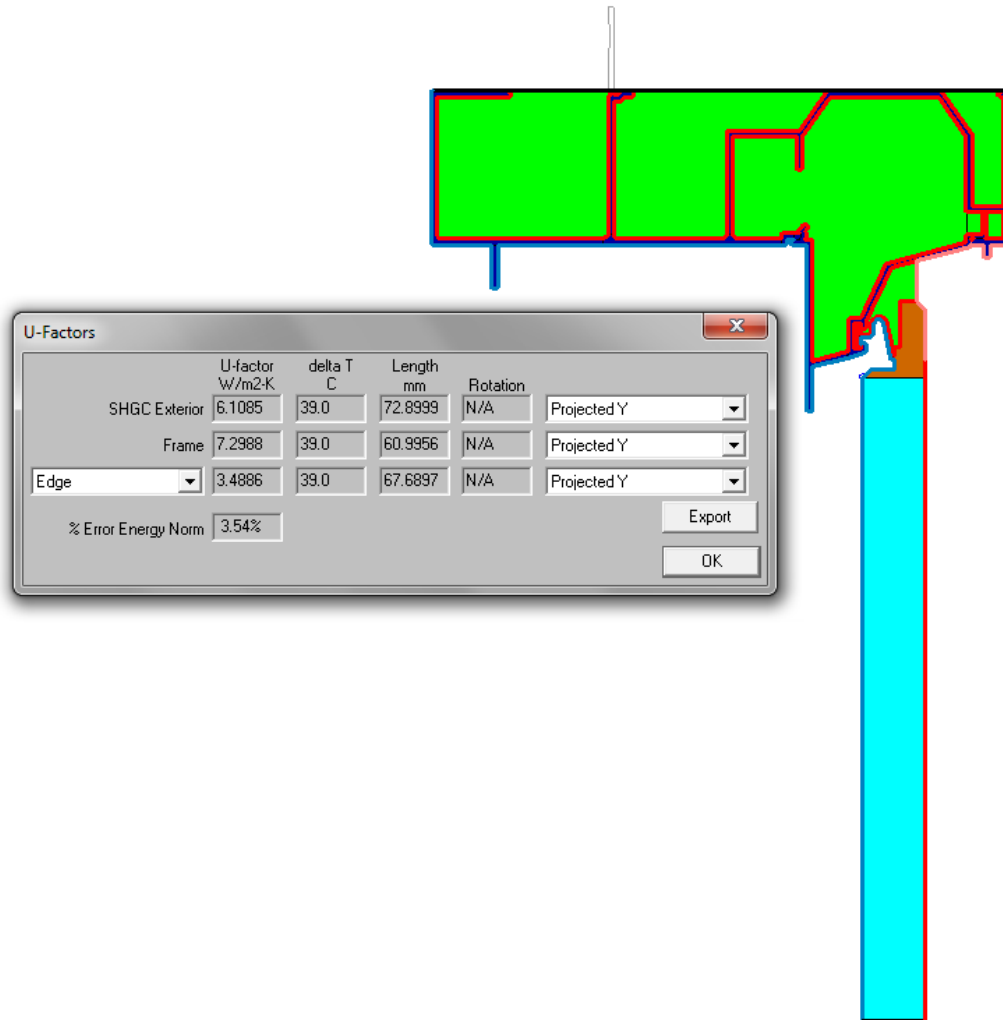 U-Factors
U-factor delta T Length
W/m2-K C mm Rotation
SHGC Exterior 6.1085 39.0 72.8999 N/A Projected Y
Frame 7.2988 39.0 60.9956 N/A Projected Y
Edge 3.4886 39.0 67.6897 N/A Projected Y
% Error Energy Norm 3.54% Export
OK